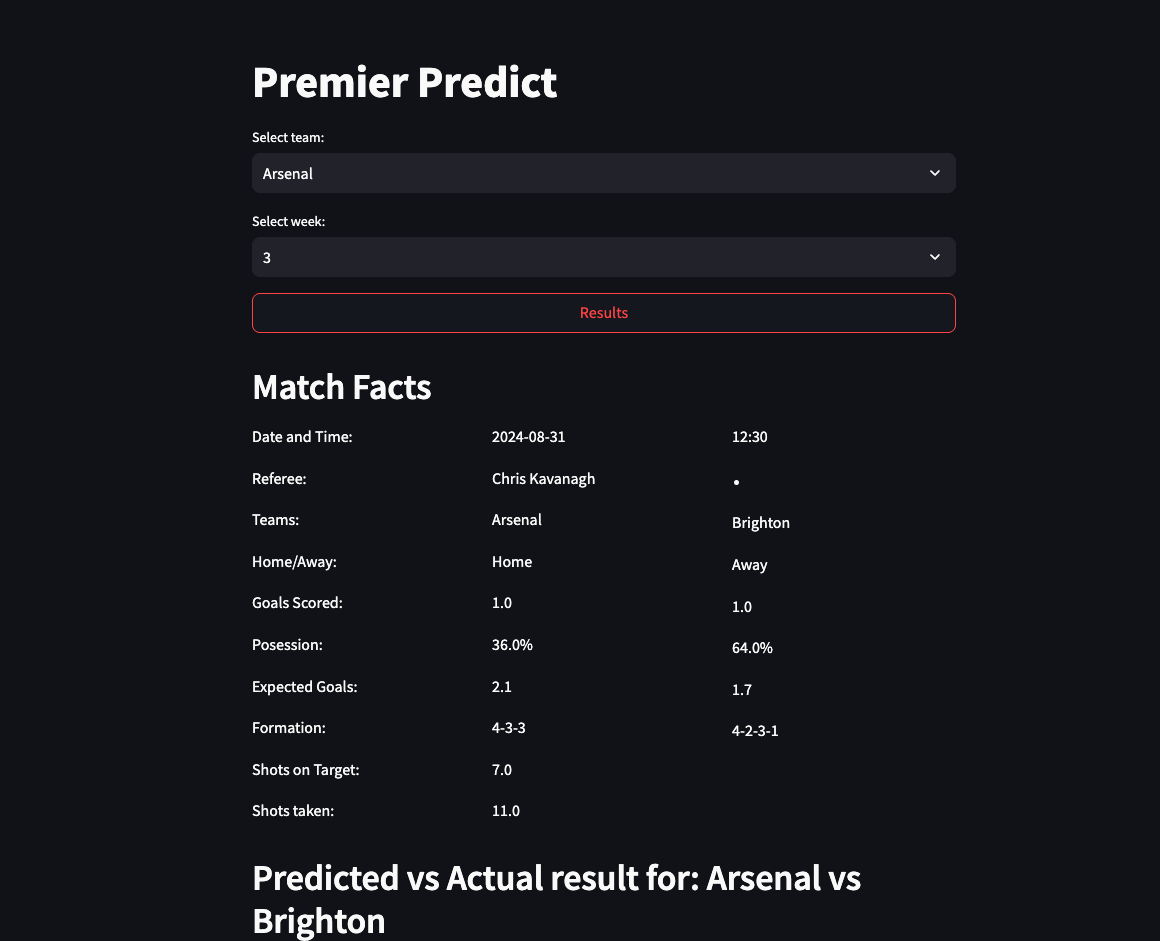 Premier Predict
Select team:
Arsenal
Select week:
3
Results
Match Facts
Date and Time: 2024-08-31 12:30
Referee: Chris Kavanagh •
Teams: Arsenal Brighton
Home/Away: Home Away
Goals Scored: 1.0 1.0
Posession: 36.0% 64.0%
Expected Goals: 2.1 1.7
Formation: 4-3-3 4-2-3-1
Shots on Target: 7.0
Shots taken: 11.0
Predicted vs Actual result for: Arsenal vs
Brighton